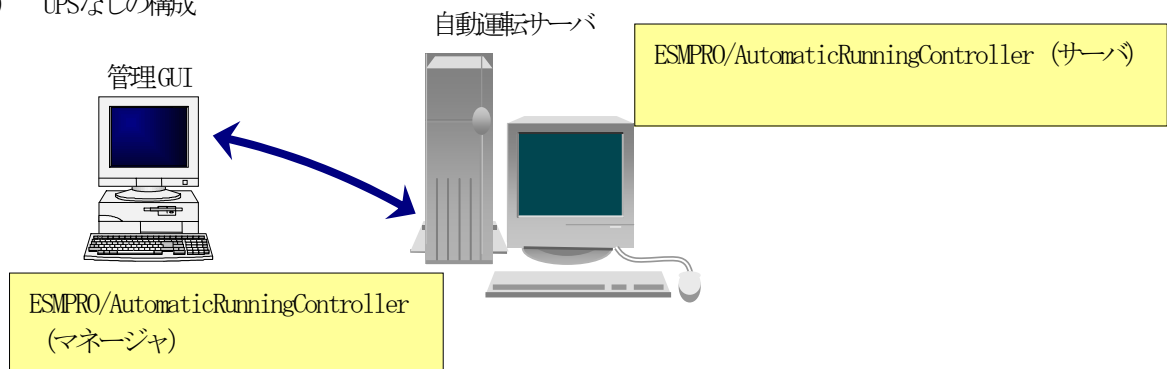 ) UPSなしの構成
自動運転サーバ
ESMPRO/AutomaticRunningController (サーバ)
管理GUI
ESMPRO/AutomaticRunningController
(マネージャ)